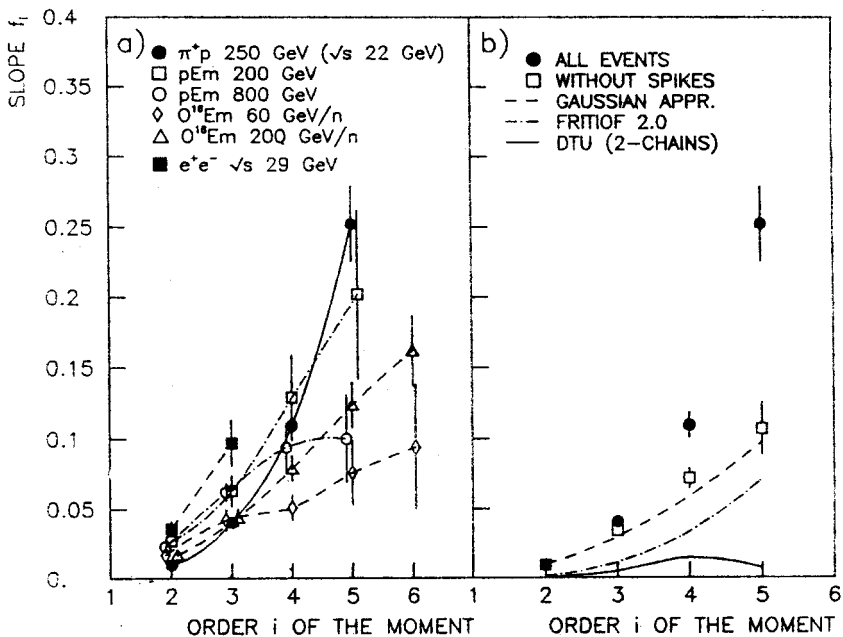 SLOPE fᵢ
0.4
0.35
0.3
0.25
0.2
0.15
0.1
0.05
0.
a)
π⁺p 250 GeV (√s 22 GeV)
pEm 200 GeV
pEm 800 GeV
O¹⁶Em 60 GeV/n
O¹⁶Em 200 GeV/n
e⁺e⁻ √s 29 GeV
1 2 3 4 5 6
ORDER i OF THE MOMENT
b)
ALL EVENTS
WITHOUT SPIKES
GAUSSIAN APPR.
FRITIOF 2.0
DTU (2-CHAINS)
1 2 3 4 5 6
ORDER i OF THE MOMENT